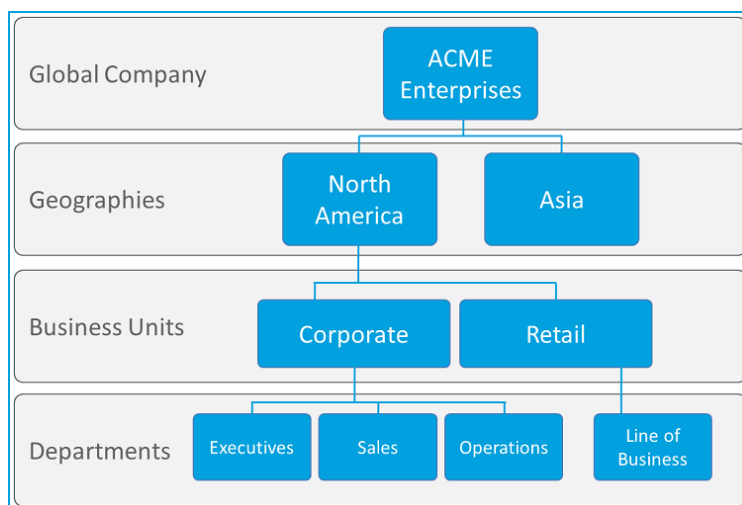 Global Company
ACME
Enterprises
Geographies
North
America
Asia
Business Units
Corporate
Retail
Departments
Executives
Sales
Operations
Line of
Business